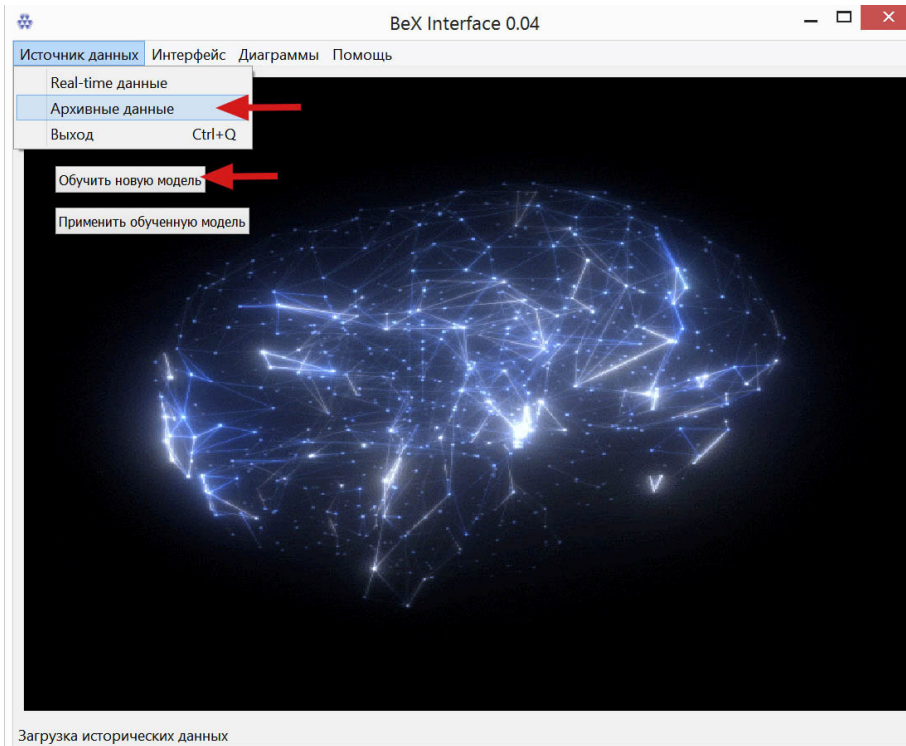 BeX Interface 0.04
Источник данных Интерфейс Диаграммы Помощь
Real-time данные
Архивные данные
Выход Ctrl+Q
Обучить новую модель
Применить обученную модель
Загрузка исторических данных